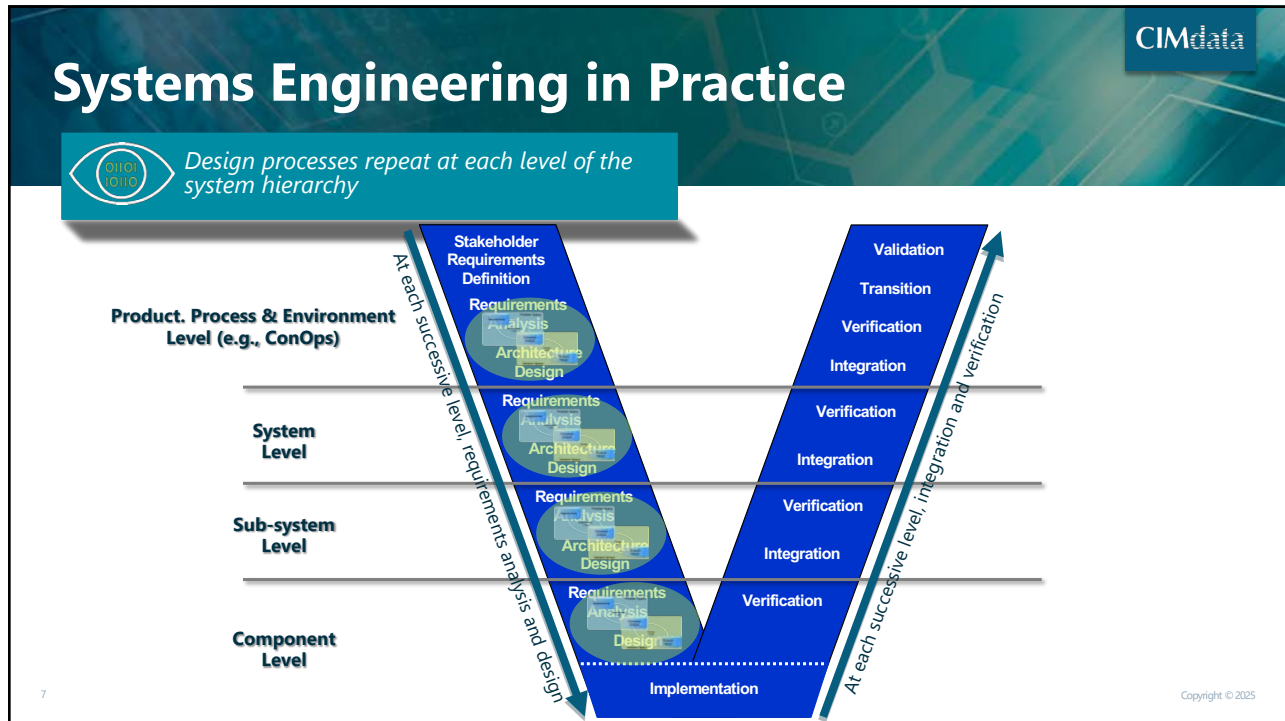 CIMdata
Systems Engineering in Practice
01101
10110
Design processes repeat at each level of the
system hierarchy
Stakeholder
Requirements
Definition
Requirements
Analysis
Architecture
Design
Product. Process & Environment
Level (e.g., ConOps)
Validation
Transition
Verification
Integration
System
Level
Requirements
Analysis
Architecture
Design
Verification
Integration
Sub-system
Level
Requirements
Analysis
Architecture
Design
Verification
Integration
Component
Level
Requirements
Analysis
Design
Verification
Implementation
At each successive level, requirements analysis and design
At each successive level, integration and verification
7
Copyright © 2025